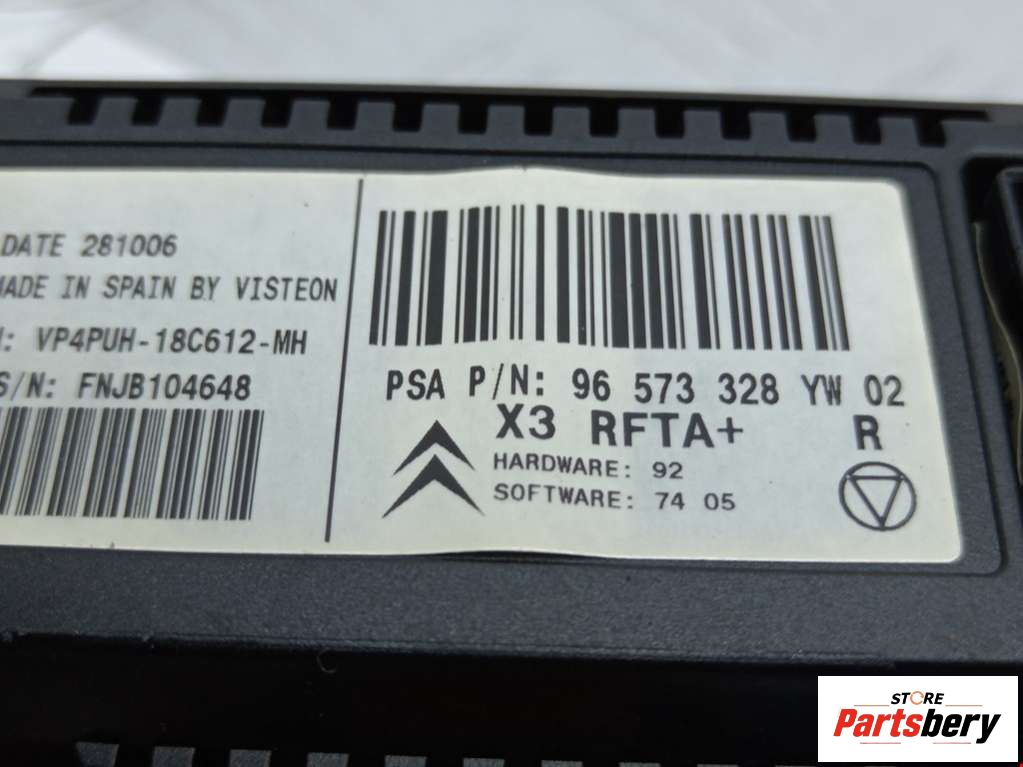 DATE 281006
MADE IN SPAIN BY VISTEON
: VP4PUH-18C612-MH
S/N: FNJB104648
PSA P/N: 96 573 328 YW 02
X3 RFTA+ R
HARDWARE: 92
SOFTWARE: 74 05
STORE
Partsbery